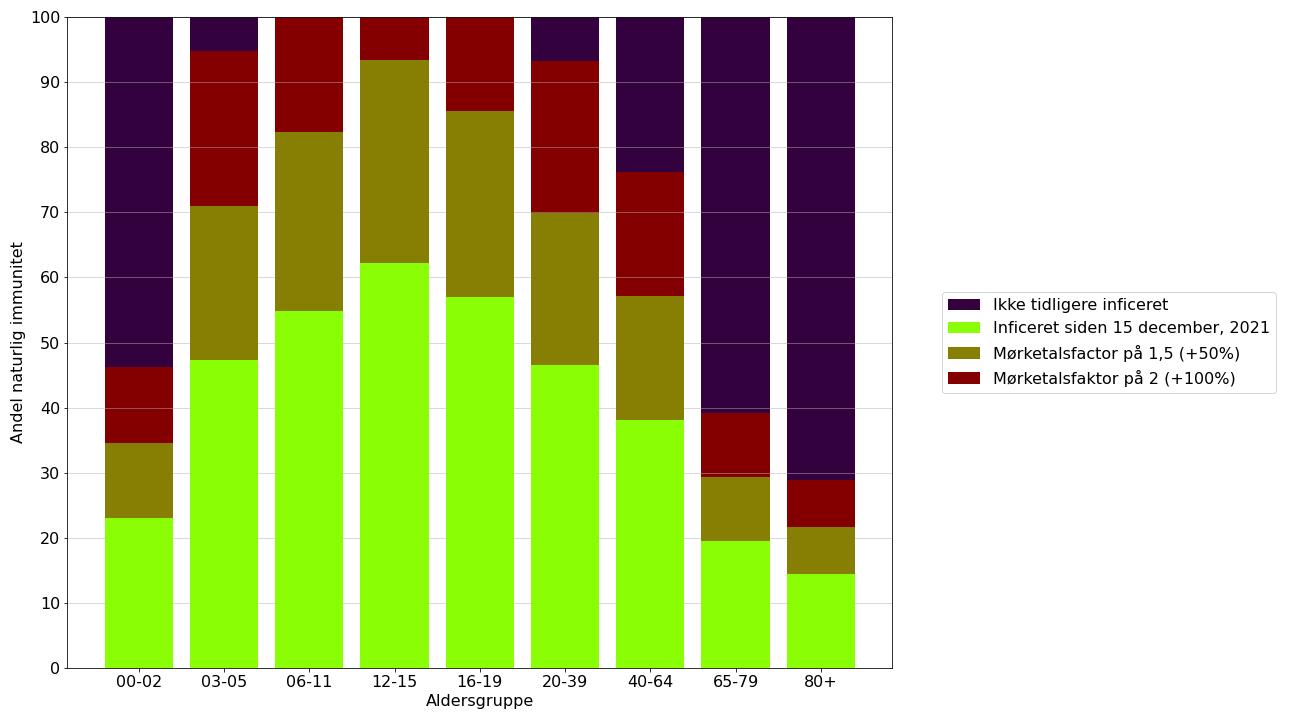 100
90
80
70
60
50
40
30
20
10
0
Andel naturlig immunitet
00-02 03-05 06-11 12-15 16-19 20-39 40-64 65-79 80+
Aldersgruppe
Ikke tidligere inficeret
Inficeret siden 15 december, 2021
Mørketalsfactor på 1,5 (+50%)
Mørketalsfaktor på 2 (+100%)